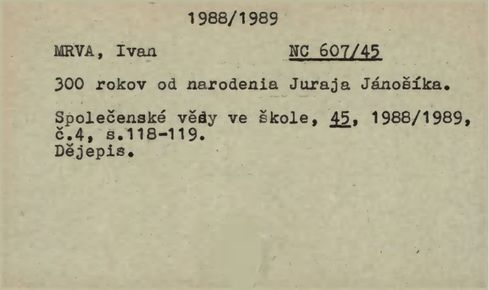 1988/1989
MRVA, Ivan NC 607/45
300 rokov od narodenia Juraja Jánošíka.
Společenské vědy ve škole, 45, 1988/1989,
č.4, s.118-119.
Dějepis.